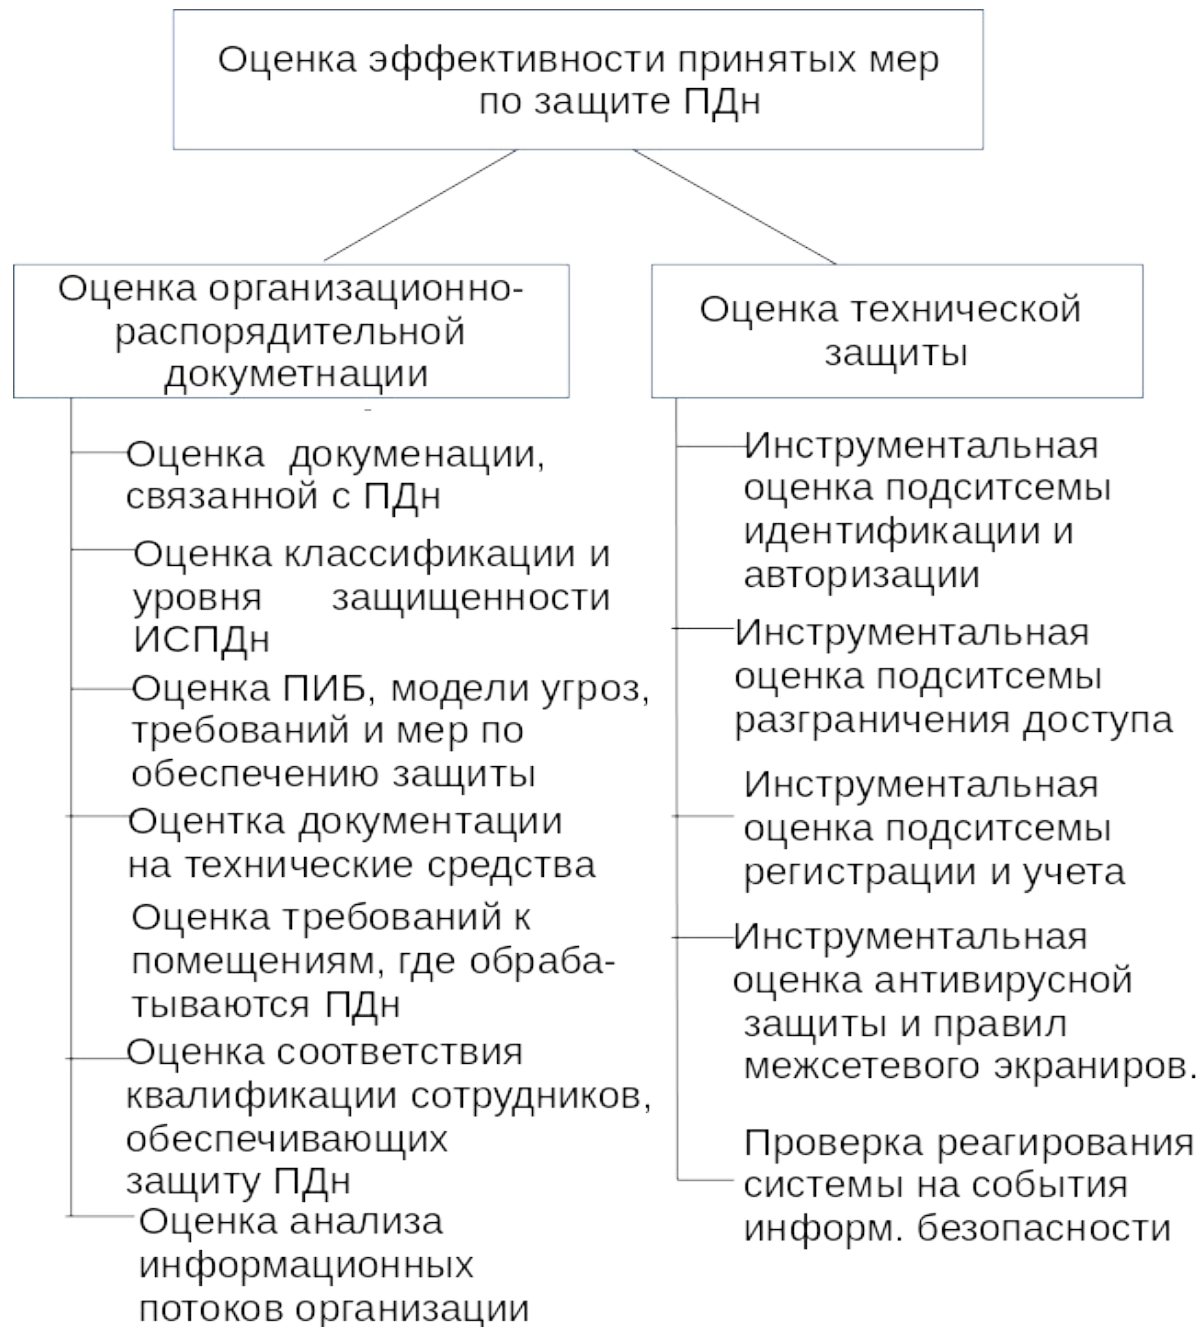 Оценка эффективности принятых мер
по защите ПДн
Оценка организационно-
распорядительной
докуметнации
Оценка докуменации,
связанной с ПДн
Оценка классификации и
уровня защищенности
ИСПДн
Оценка ПИБ, модели угроз,
требований и мер по
обеспечению защиты
Оцентка документации
на технические средства
Оценка требований к
помещениям, где обраба-
тываются ПДн
Оценка соответствия
квалификации сотрудников,
обеспечивающих
защиту ПДн
Оценка анализа
информационных
потоков организации
Оценка технической
защиты
Инструментальная
оценка подситсемы
идентификации и
авторизации
Инструментальная
оценка подситсемы
разграничения доступа
Инструментальная
оценка подситсемы
регистрации и учета
Инструментальная
оценка антивирусной
защиты и правил
межсетевого экраниров.
Проверка реагирования
системы на события
информ. безопасности